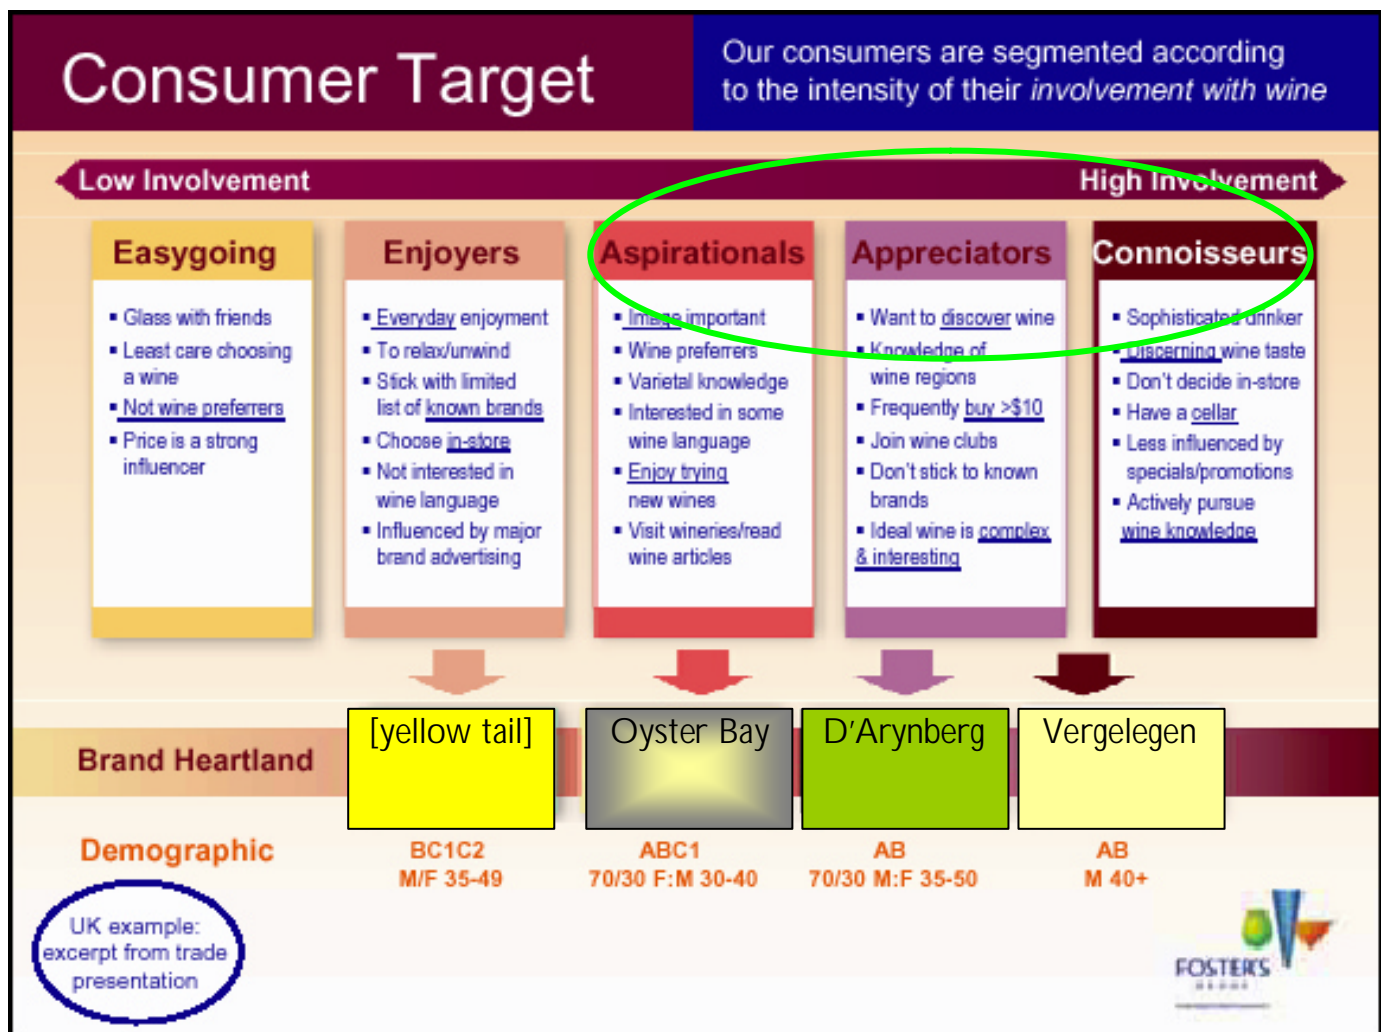 Consumer Target
Our consumers are segmented according
to the intensity of their involvement with wine
Low Involvement
High Involvement
Easygoing
▪ Glass with friends
▪ Least care choosing
a wine
▪ Not wine preferrers
▪ Price is a strong
influencer
Enjoyers
▪ Everyday enjoyment
▪ To relax/unwind
▪ Stick with limited
list of known brands
▪ Choose in-store
▪ Not interested in
wine language
▪ Influenced by major
brand advertising
Aspirationals
▪ Image important
▪ Wine preferrers
▪ Varietal knowledge
▪ Interested in some
wine language
▪ Enjoy trying
new wines
▪ Visit wineries/read
wine articles
Appreciators
▪ Want to discover wine
▪ Knowledge of
wine regions
▪ Frequently buy >$10
▪ Join wine clubs
▪ Don't stick to known
brands
▪ Ideal wine is complex
& interesting
Connoisseurs
▪ Sophisticated drinker
▪ Discerning wine taste
▪ Don't decide in-store
▪ Have a cellar
▪ Less influenced by
specials/promotions
▪ Actively pursue
wine knowledge
Brand Heartland
[yellow tail]
Oyster Bay
D'Arynberg
Vergelegen
Demographic
BC1C2
M/F 35-49
ABC1
70/30 F:M 30-40
AB
70/30 M:F 35-50
AB
M 40+
UK example:
excerpt from trade
presentation
FOSTER'S